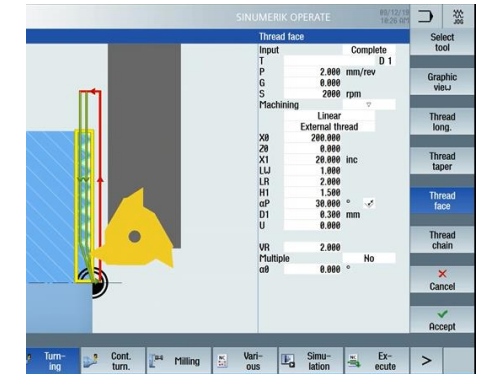 SINUMERIK OPERATE
JOG
Thread face
Select
tool
Input Complete
T D 1
P 2.000 mm/rev
G 0.000
S 2000 rpm
Graphic
view
Machining ▽
Linear
External thread
Thread
long.
X0 200.000
Z0 0.000
X1 20.000 inc
Thread
taper
LW 1.000
LR 2.000
H1 1.500
αP 30.000 °
D1 0.300 mm
U 0.000
Thread
face
VR 2.000
Multiple No
α0 0.000 °
Thread
chain
Cancel
Accept
Turn-
ing
Cont.
turn.
Milling
Vari-
ous
Simu-
lation
Ex-
ecute
>